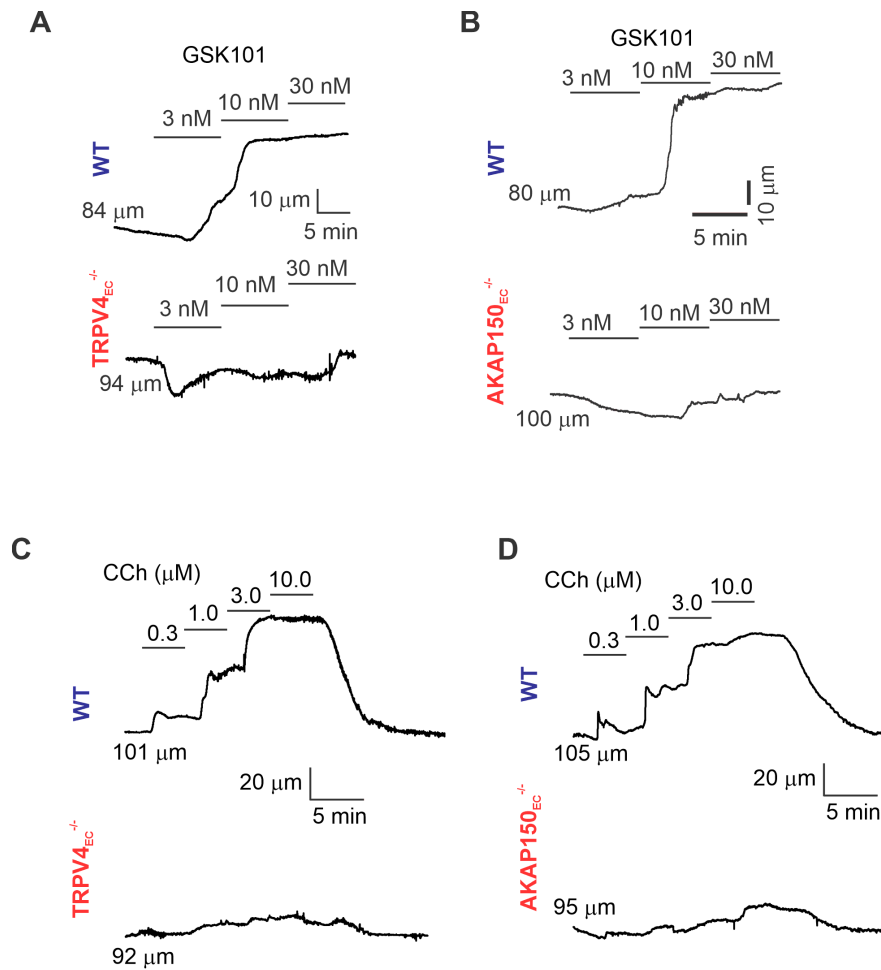 A
GSK101
30 nM
10 nM
3 nM
WT
84 μm
10 μm
5 min
30 nM
10 nM
3 nM
TRPV4EC-/-
94 μm
B
GSK101
30 nM
10 nM
3 nM
WT
80 μm
10 μm
5 min
30 nM
10 nM
3 nM
AKAP150EC-/-
100 μm
C
CCh (μM)
10.0
3.0
1.0
0.3
WT
101 μm
20 μm
5 min
TRPV4EC-/-
92 μm
D
CCh (μM)
10.0
3.0
1.0
0.3
WT
105 μm
20 μm
5 min
AKAP150EC-/-
95 μm